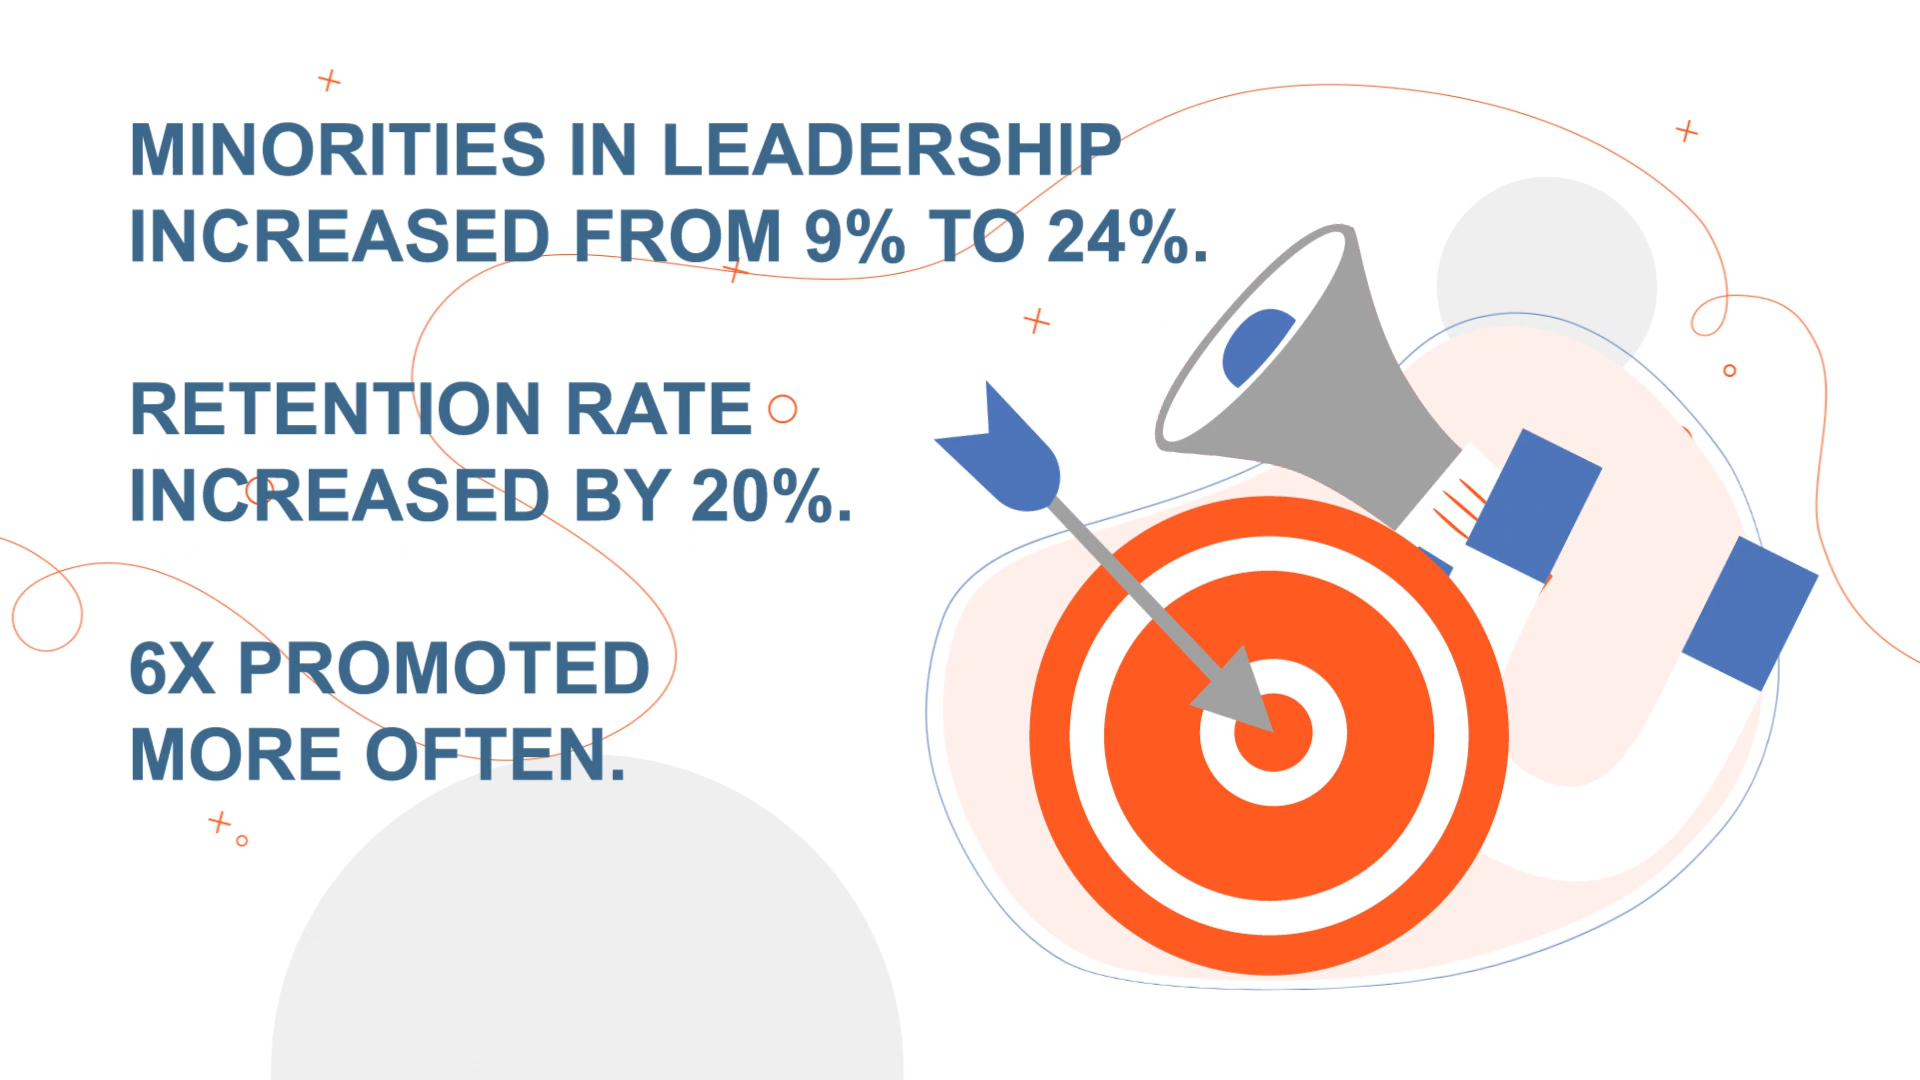 MINORITIES IN LEADERSHIP
INCREASED FROM 9% TO 24%.
RETENTION RATE
INCREASED BY 20%.
6X PROMOTED
MORE OFTEN.